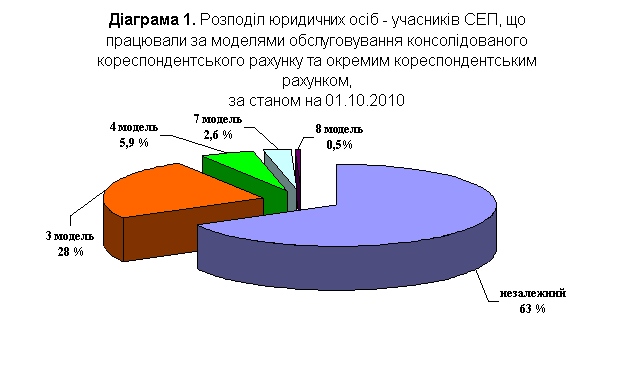 Діаграма 1. Розподіл юридичних осіб - учасників СЕП, що
працювали за моделями обслуговування консолідованого
кореспондентського рахунку та окремим кореспондентським
рахунком,
за станом на 01.10.2010
7 модель
2,6 %
8 модель
0,5%
4 модель
5,9 %
3 модель
28 %
незалежний
63 %